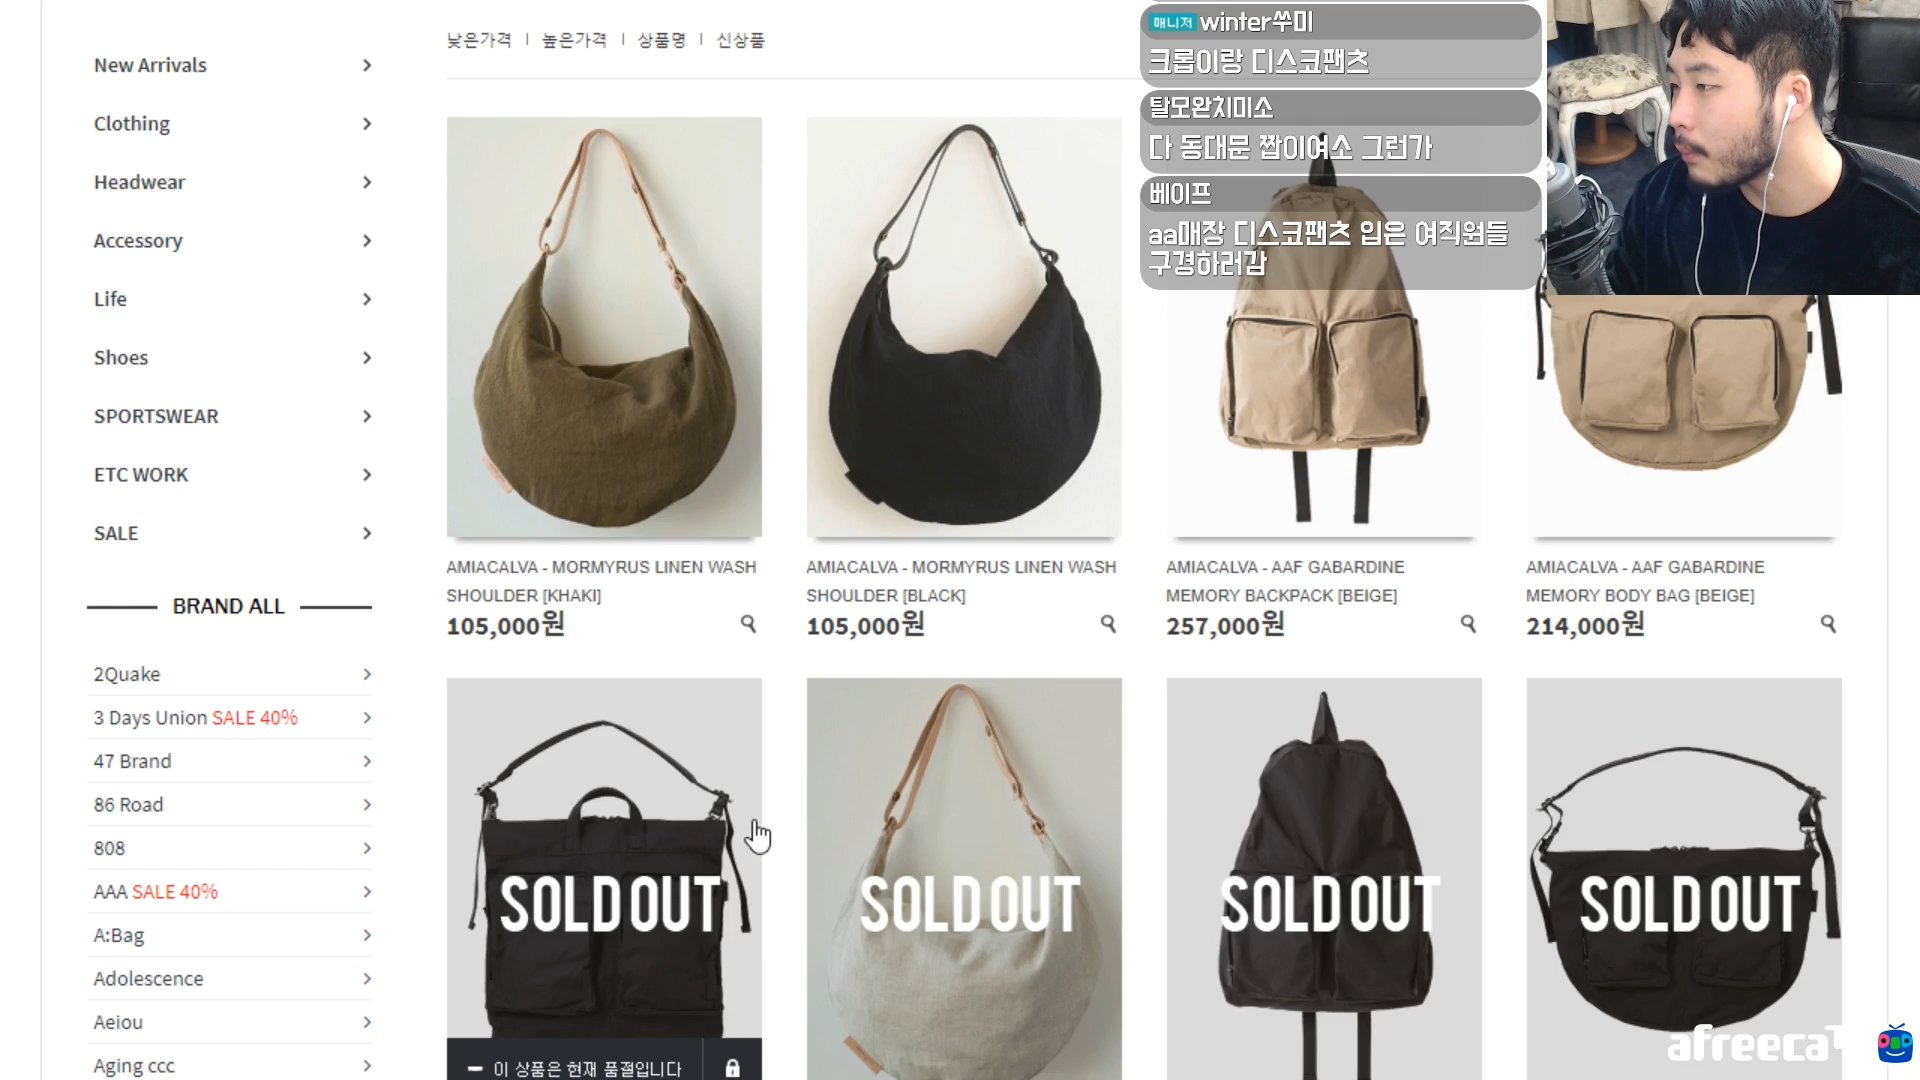 낮은가격 | 높은가격 | 상품명 | 신상품
New Arrivals
Clothing
Headwear
Accessory
Life
Shoes
SPORTSWEAR
ETC WORK
SALE
BRAND ALL
2Quake
3 Days Union SALE 40%
47 Brand
86 Road
808
AAA SALE 40%
A:Bag
Adolescence
Aeiou
Aging ccc
AMIACALVA - MORMYRUS LINEN WASH
SHOULDER [KHAKI]
105,000원
AMIACALVA - MORMYRUS LINEN WASH
SHOULDER [BLACK]
105,000원
AMIACALVA - AAF GABARDINE
MEMORY BACKPACK [BEIGE]
257,000원
AMIACALVA - AAF GABARDINE
MEMORY BODY BAG [BEIGE]
214,000원
SOLD OUT
이 상품은 현재 품절입니다
SOLD OUT
SOLD OUT
SOLD OUT
매니저 winter쑤미
크롭이랑 디스코팬츠
탈모완치미소
다 동대문 짭이여소 그런가
베이프
aa매장 디스코팬츠 입은 여직원들
구경하러감
afreeca